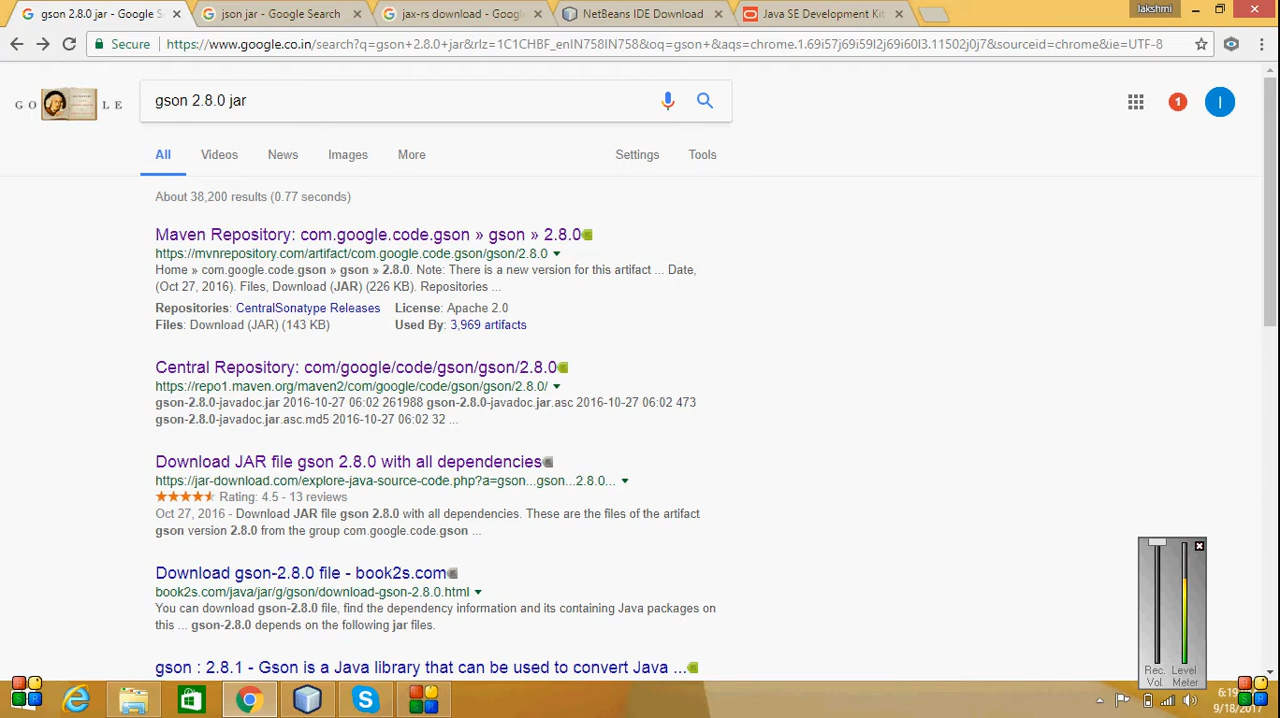 gson 2.8.0 jar - Google S
json jar - Google Search
jax-rs download - Googl
NetBeans IDE Download
Java SE Development Kit
lakshmi
Secure
https://www.google.co.in/search?q=gson+2.8.0+jar&rlz=1C1CHBF_enIN758IN758&oq=gson+&aqs=chrome.1.69i57j69i59l2j69i60l3.11502j0j7&sourceid=chrome&ie=UTF-8
G O LE
gson 2.8.0 jar
1
I
All
Videos
News
Images
More
Settings
Tools
About 38,200 results (0.77 seconds)
Maven Repository: com.google.code.gson » gson » 2.8.0
https://mvnrepository.com/artifact/com.google.code.gson/gson/2.8.0
Home » com.google.code.gson » gson » 2.8.0. Note: There is a new version for this artifact ... Date,
(Oct 27, 2016). Files, Download (JAR) (226 KB). Repositories ...
Repositories: CentralSonatype Releases License: Apache 2.0
Files: Download (JAR) (143 KB) Used By: 3,969 artifacts
Central Repository: com/google/code/gson/gson/2.8.0
https://repo1.maven.org/maven2/com/google/code/gson/gson/2.8.0/
gson-2.8.0-javadoc.jar 2016-10-27 06:02 261988 gson-2.8.0-javadoc.jar.asc 2016-10-27 06:02 473
gson-2.8.0-javadoc.jar.asc.md5 2016-10-27 06:02 32 ...
Download JAR file gson 2.8.0 with all dependencies
https://jar-download.com/explore-java-source-code.php?a=gson...gson...2.8.0...
Rating: 4.5 - 13 reviews
Oct 27, 2016 - Download JAR file gson 2.8.0 with all dependencies. These are the files of the artifact
gson version 2.8.0 from the group com.google.code.gson ...
Download gson-2.8.0 file - book2s.com
book2s.com/java/jar/g/gson/download-gson-2.8.0.html
You can download gson-2.8.0 file, find the dependency information and its containing Java packages on
this ... gson-2.8.0 depends on the following jar files.
gson : 2.8.1 - Gson is a Java library that can be used to convert Java ...
Rec. Level
Vol. Meter
6:19
9/18/2017